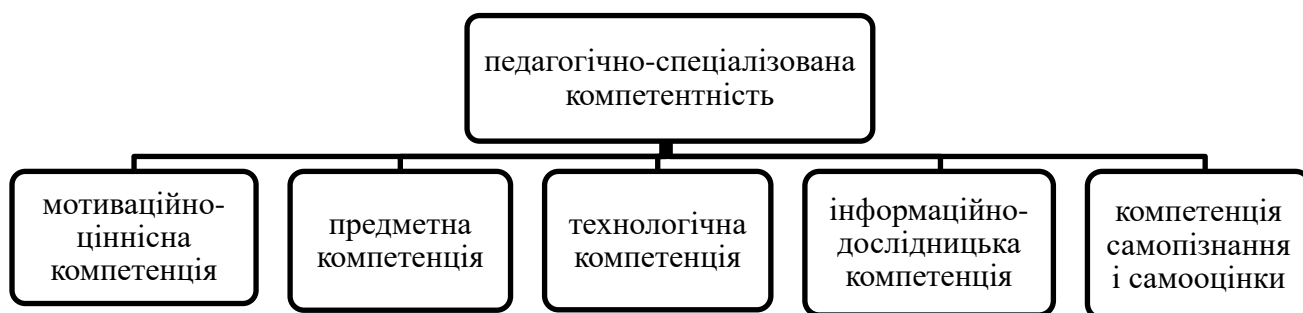 педагогічно-спеціалізована
компетентність
мотиваційно-
ціннісна
компетенція
предметна
компетенція
технологічна
компетенція
інформаційно-
дослідницька
компетенція
компетенція
самопізнання
і самооцінки